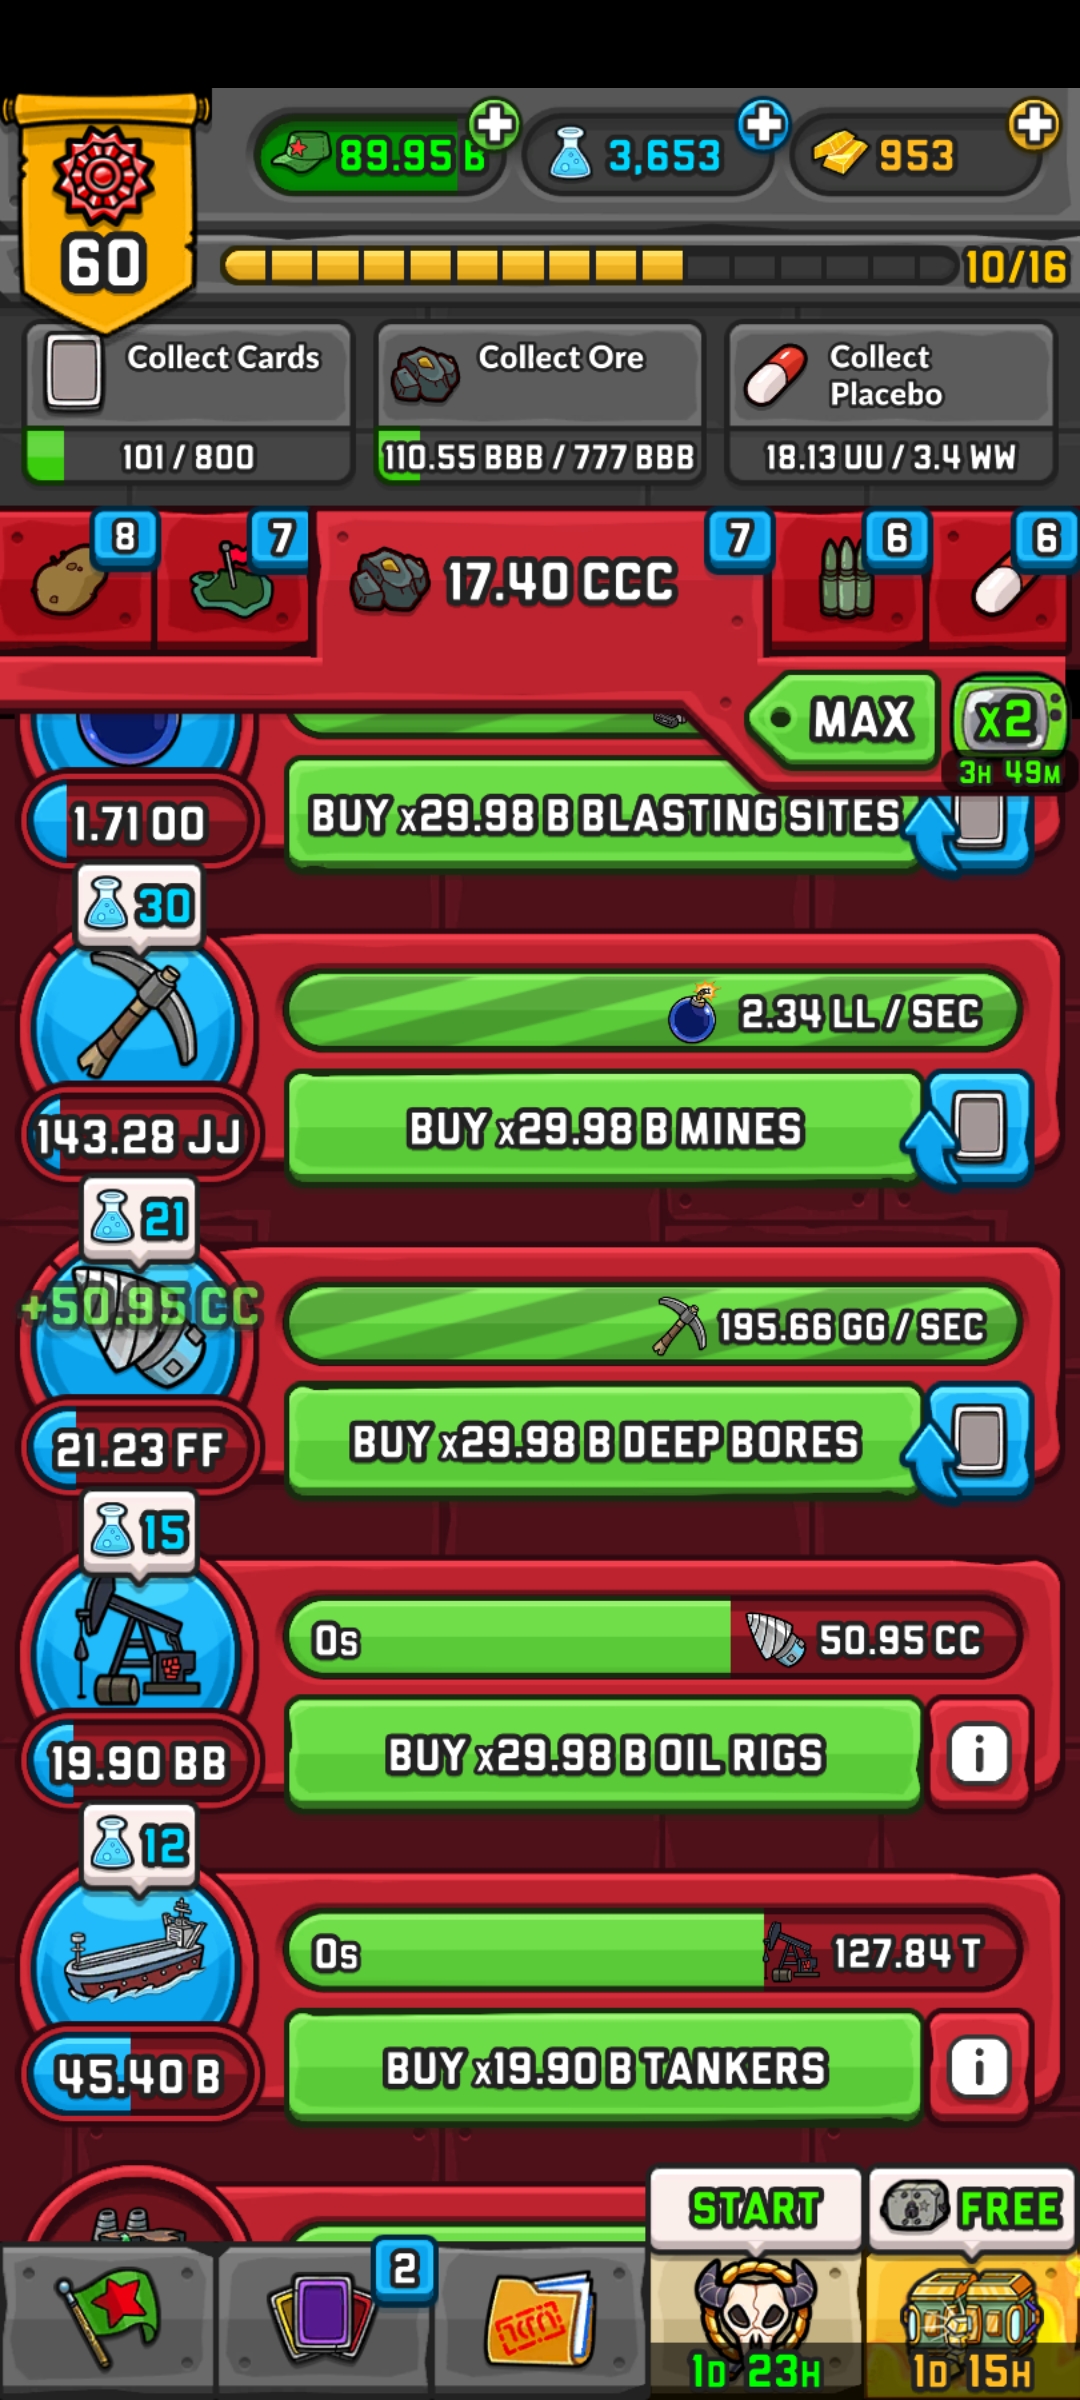 60
89.95 B
3,653
953
10/16
Collect Cards
101 / 800
Collect Ore
110.55 BBB / 777 BBB
Collect
Placebo
18.13 UU / 3.4 WW
8
7
17.40 CCC
7
6
6
MAX
x2
3H 49M
1.71 OO
BUY x29.98 B BLASTING SITES
30
2.34 LL / SEC
143.28 JJ
BUY x29.98 B MINES
21
+50.95 CC
195.66 GG / SEC
21.23 FF
BUY x29.98 B DEEP BORES
15
0s
50.95 CC
19.90 BB
BUY x29.98 B OIL RIGS
i
12
0s
127.84 T
45.40 B
BUY x19.90 B TANKERS
i
START
FREE
2
1D 23H
1D 15H